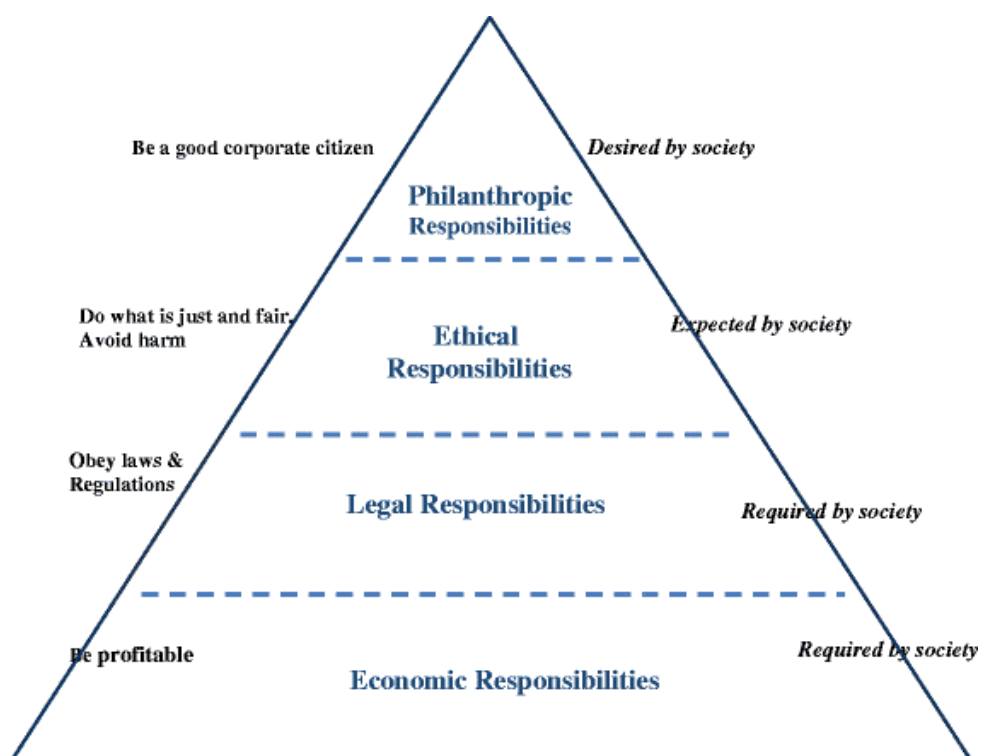 Be a good corporate citizen
Desired by society
Philanthropic
Responsibilities
Do what is just and fair,
Avoid harm
Expected by society
Ethical
Responsibilities
Obey laws &
Regulations
Legal Responsibilities
Required by society
Be profitable
Required by society
Economic Responsibilities